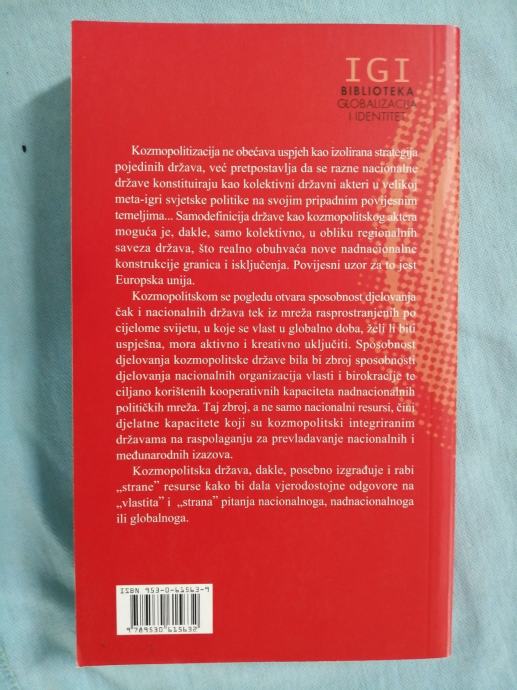 IGI
BIBLIOTEKA
GLOBALIZACIJA
I IDENTITET
Kozmopolitizacija ne obećava uspjeh kao izolirana strategija
pojedinih država, već pretpostavlja da se razne nacionalne
države konstituiraju kao kolektivni državni akteri u velikoj
meta-igri svjetske politike na svojim pripadnim povijesnim
temeljima... Samodefinicija države kao kozmopolitskog aktera
moguća je, dakle, samo kolektivno, u obliku regionalnih
saveza država, što realno obuhvaća nove nadnacionalne
konstrukcije granica i isključenja. Povijesni uzor za to jest
Europska unija.
Kozmopolitskom se pogledu otvara sposobnost djelovanja
čak i nacionalnih država tek iz mreža rasprostranjenih po
cijelome svijetu, u koje se vlast u globalno doba, želi li biti
uspješna, mora aktivno i kreativno uključiti. Sposobnost
djelovanja kozmopolitske države bila bi zbroj sposobnosti
djelovanja nacionalnih organizacija vlasti i birokracije te
ciljano korištenih kooperativnih kapaciteta nadnacionalnih
političkih mreža. Taj zbroj, a ne samo nacionalni resursi, čini
djelatne kapacitete koji su kozmopolitski integriranim
državama na raspolaganju za prevladavanje nacionalnih i
međunarodnih izazova.
Kozmopolitska država, dakle, posebno izgrađuje i rabi
„strane” resurse kako bi dala vjerodostojne odgovore na
„vlastita” i „strana” pitanja nacionalnoga, nadnacionalnoga
ili globalnoga.
ISBN 953-0-61563-9
9 789530 615632